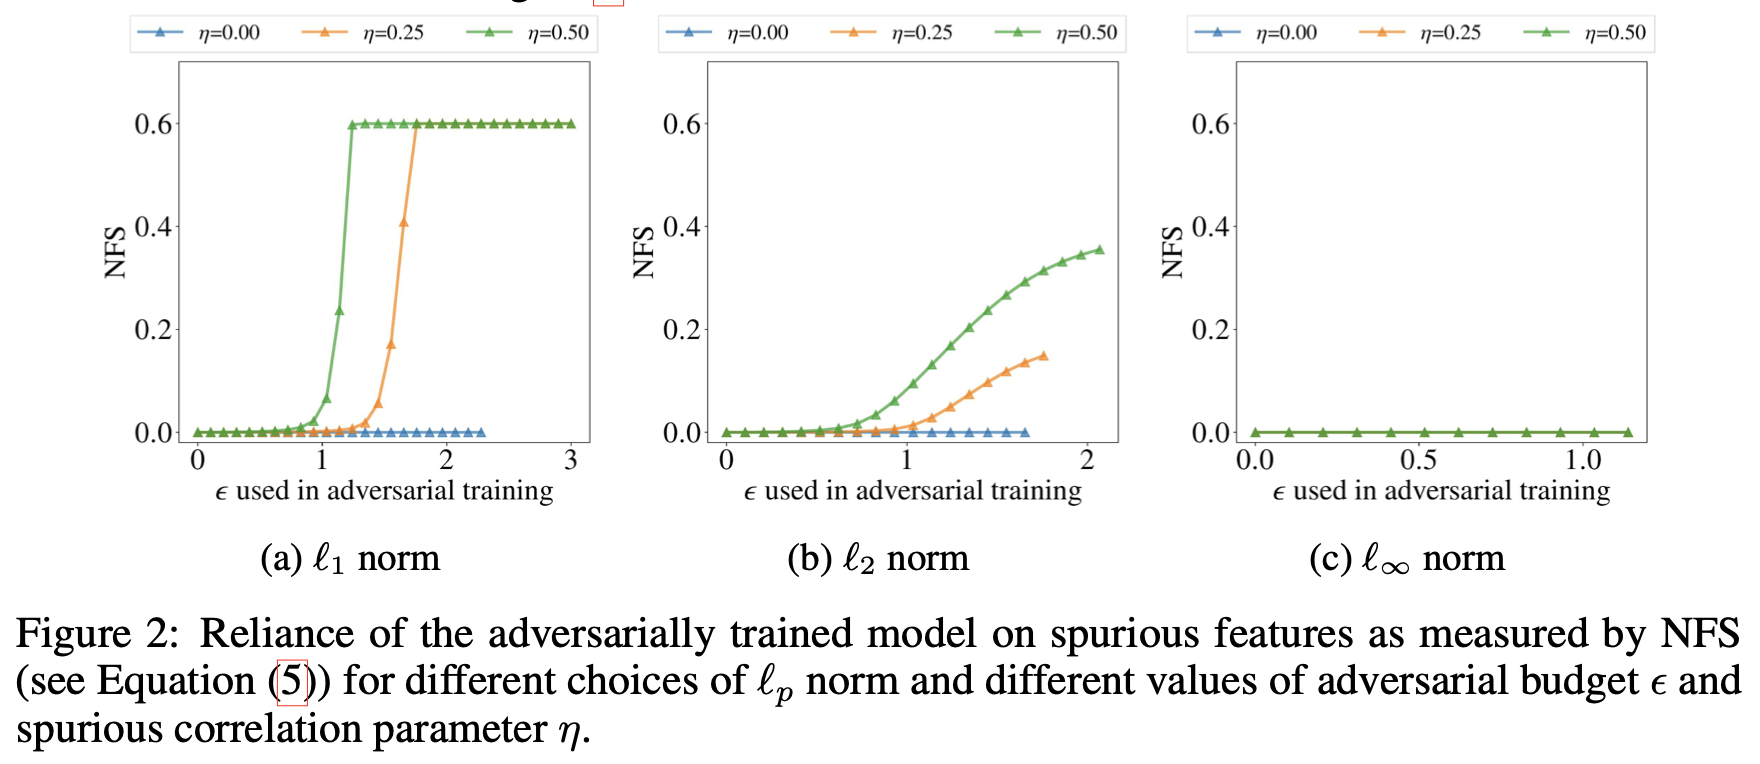 η=0.00 η=0.25 η=0.50
η=0.00 η=0.25 η=0.50
η=0.00 η=0.25 η=0.50
NFS
0.6
0.4
0.2
0.0
0 1 2 3
ϵ used in adversarial training
(a) ℓ₁ norm
NFS
0.6
0.4
0.2
0.0
0 1 2
ϵ used in adversarial training
(b) ℓ₂ norm
NFS
0.6
0.4
0.2
0.0
0.0 0.5 1.0
ϵ used in adversarial training
(c) ℓ∞ norm
Figure 2: Reliance of the adversarially trained model on spurious features as measured by NFS
(see Equation (5)) for different choices of ℓₚ norm and different values of adversarial budget ϵ and
spurious correlation parameter η.